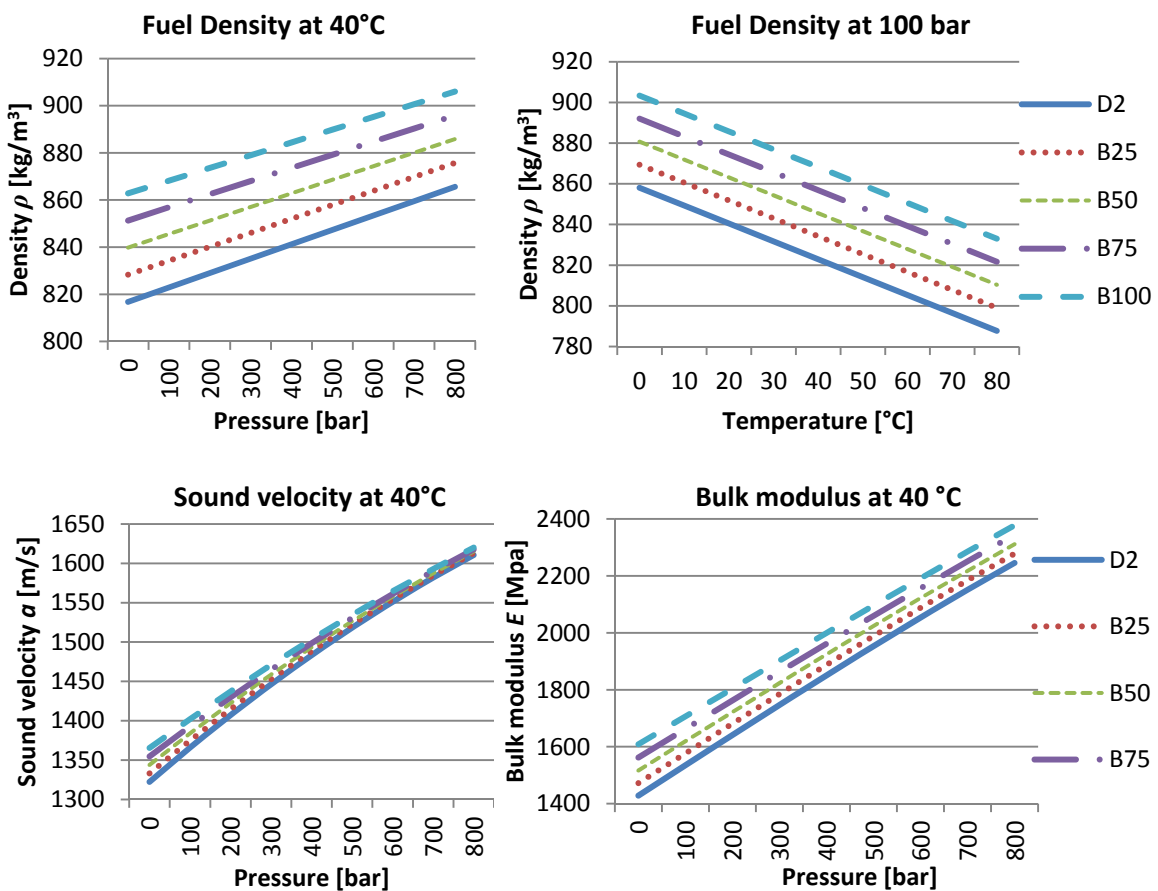 Fuel Density at 40°C
Density ρ [kg/m³]
920
900
880
860
840
820
800
0
100
200
300
400
500
600
700
800
Pressure [bar]
Fuel Density at 100 bar
Density ρ [kg/m³]
920
900
880
860
840
820
800
780
0 10 20 30 40 50 60 70 80
Temperature [°C]
D2
B25
B50
B75
B100
Sound velocity at 40°C
Sound velocity a [m/s]
1650
1600
1550
1500
1450
1400
1350
1300
0
100
200
300
400
500
600
700
800
Pressure [bar]
Bulk modulus at 40 °C
Bulk modulus E [Mpa]
2400
2200
2000
1800
1600
1400
0
100
200
300
400
500
600
700
800
Pressure [bar]
D2
B25
B50
B75